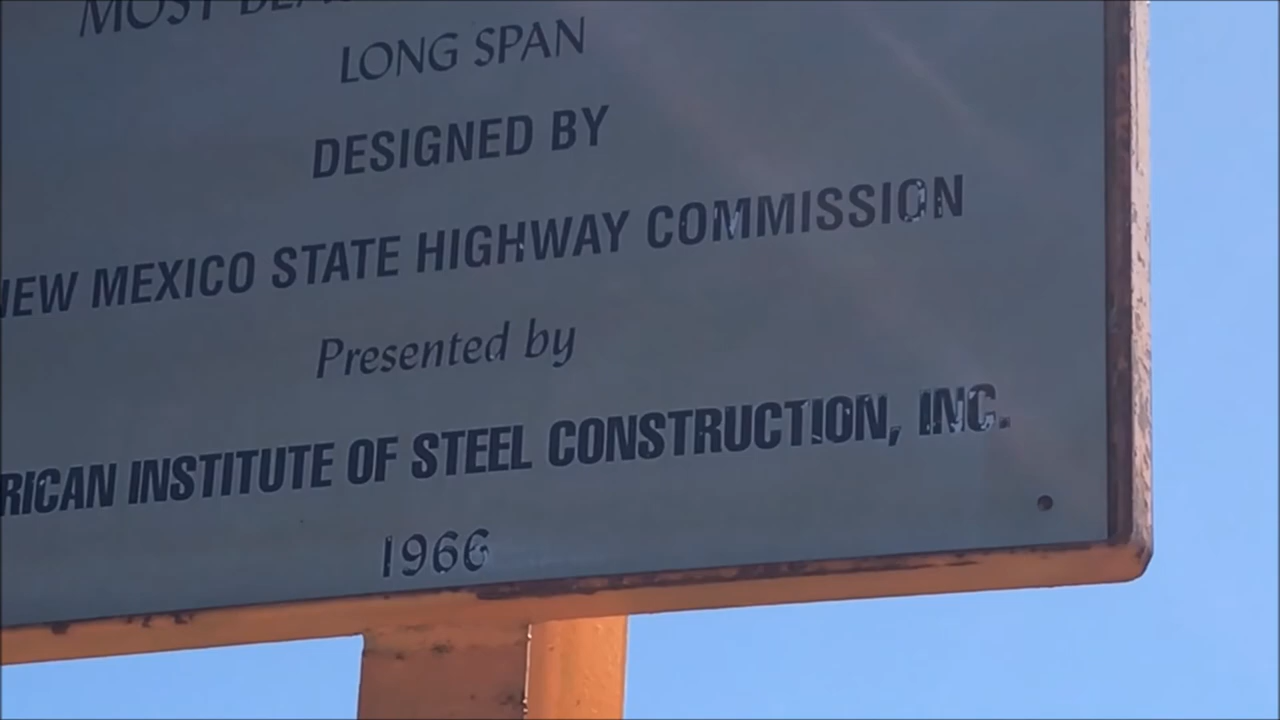 MOST
LONG SPAN
DESIGNED BY
NEW MEXICO STATE HIGHWAY COMMISSION
Presented by
RICAN INSTITUTE OF STEEL CONSTRUCTION, INC.
1966